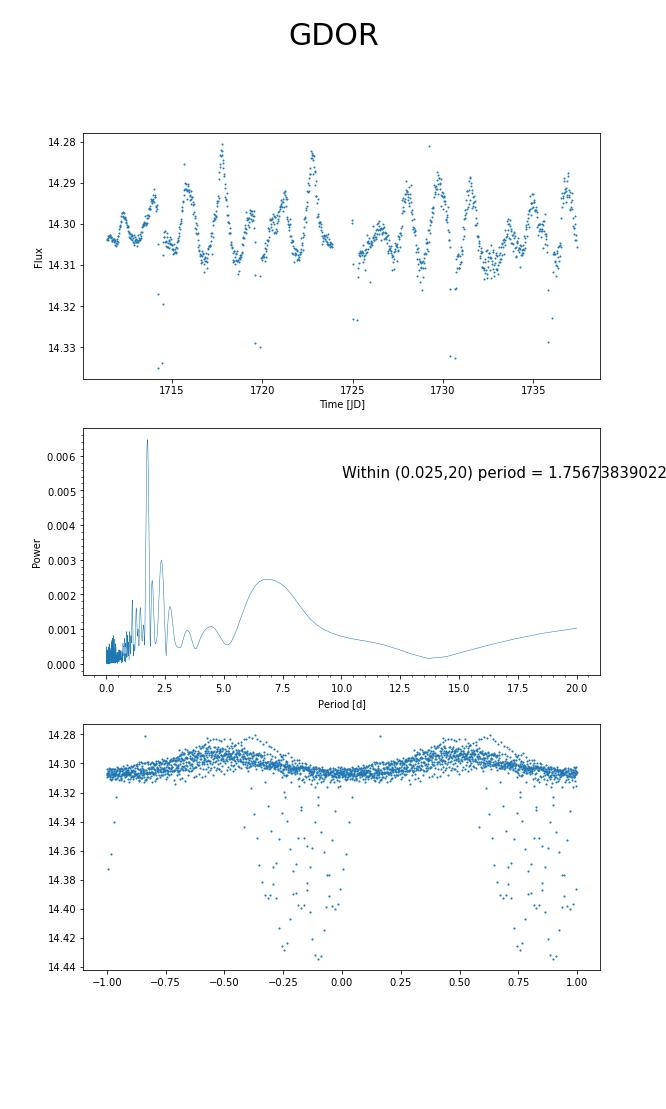 GDOR
14.28
14.29
14.30
14.31
14.32
14.33
Flux
1715 1720 1725 1730 1735
Time [JD]
Within (0.025,20) period = 1.75673839022
0.006
0.005
0.004
0.003
0.002
0.001
0.000
Power
0.0 2.5 5.0 7.5 10.0 12.5 15.0 17.5 20.0
Period [d]
14.28
14.30
14.32
14.34
14.36
14.38
14.40
14.42
14.44
−1.00 −0.75 −0.50 −0.25 0.00 0.25 0.50 0.75 1.00